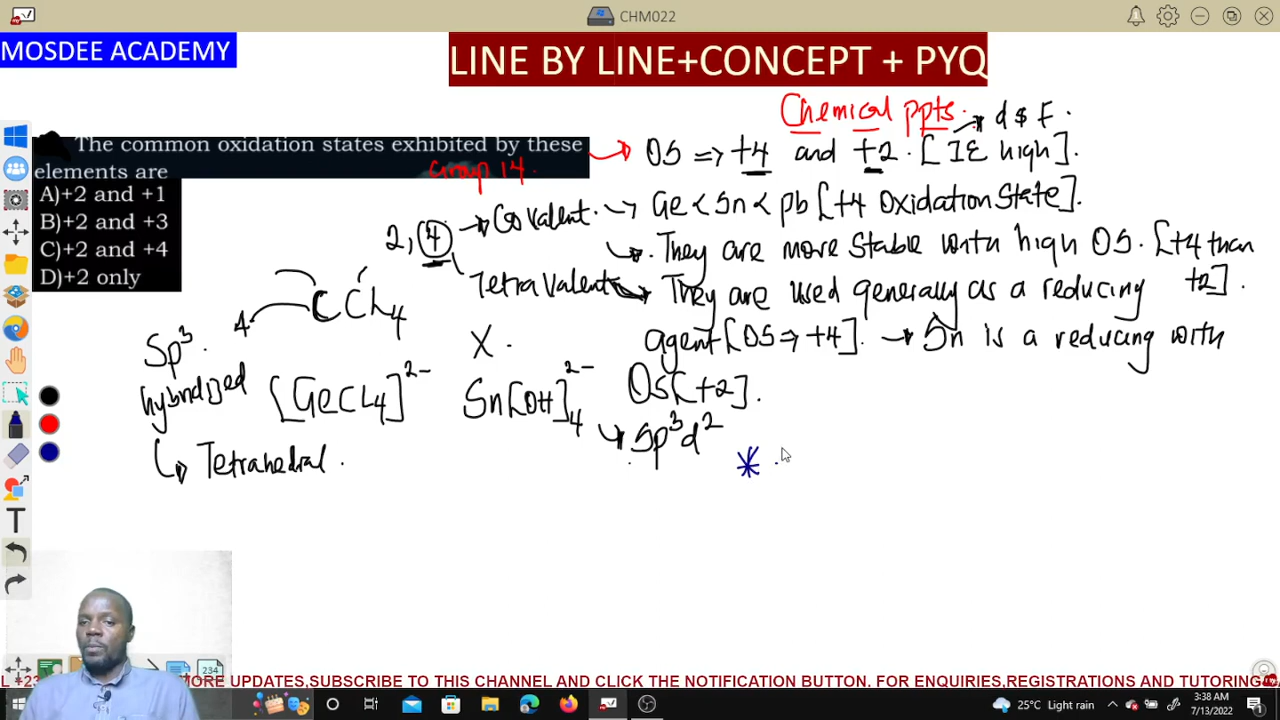 CHM022
MOSDEE ACADEMY
LINE BY LINE+CONCEPT + PYQ
Chemical ppts.
The common oxidation states exhibited by these
elements are
Group 14.
A)+2 and +1
B)+2 and +3
C)+2 and +4
D)+2 only
OS ⇒ +4 and +2. [IE high]. → d $ F.
2, 4 → Covalent. → Ge < Sn < pb [+4 Oxidation State].
→ They are more Stable with high OS. [+4 than +2].
Tetravalent → They are used generally as a reducing
agent [OS ⇒ +4]. → Sn is a reducing with
Os[+2].
C CCL4
4
X.
Sp³.
hybridized
[GeCL4]²⁻
Sn[OH]₄²⁻
→ Sp³d²
→ Tetrahedral.
*
T
234
MORE UPDATES,SUBSCRIBE TO THIS CHANNEL AND CLICK THE NOTIFICATION BUTTON. FOR ENQUIRIES,REGISTRATIONS AND TUTORING
25°C Light rain
3:38 AM
7/13/2022